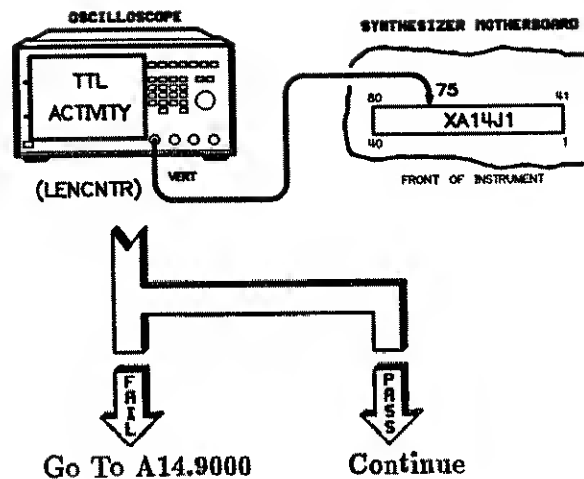 OSCILLOSCOPE
SYNTHESIZER MOTHERBOARD
TTL
ACTIVITY
75
80
41
XA14J1
40
1
VERT
(LENCNTR)
FRONT OF INSTRUMENT
FAIL
PASS
Go To A14.9000
Continue